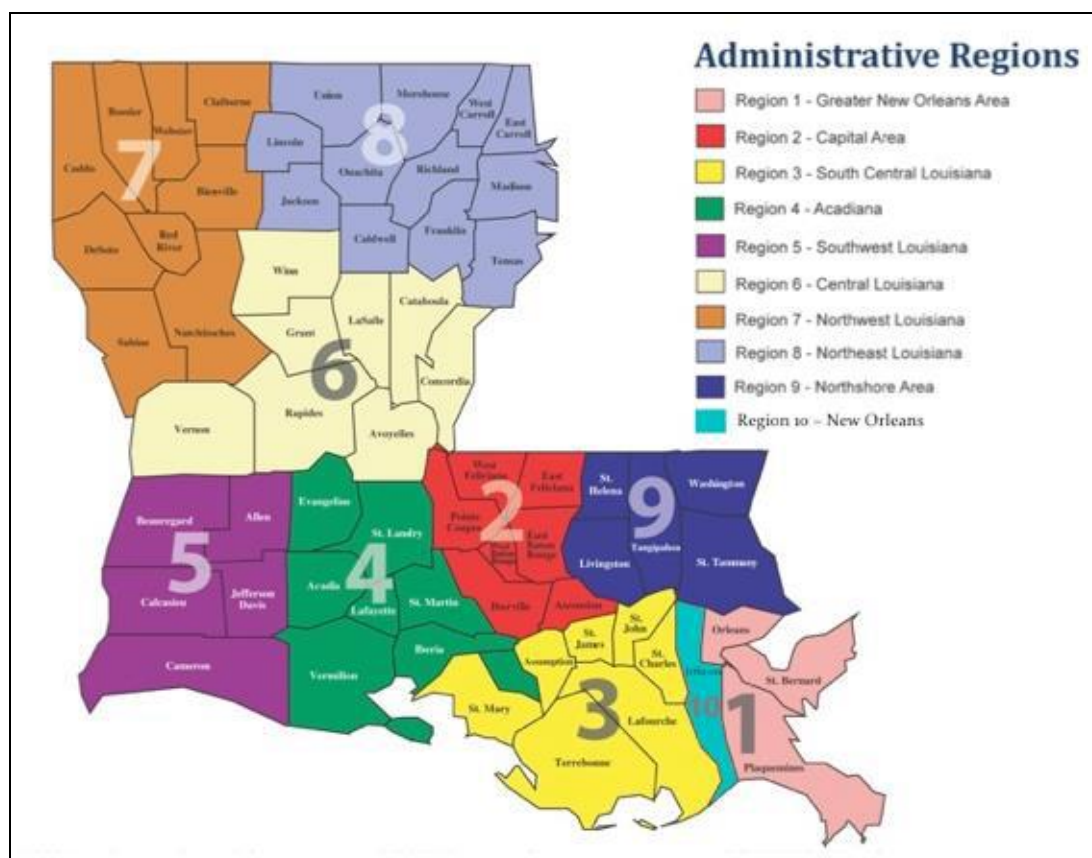 Administrative Regions
Region 1 - Greater New Orleans Area
Region 2 - Capital Area
Region 3 - South Central Louisiana
Region 4 - Acadiana
Region 5 - Southwest Louisiana
Region 6 - Central Louisiana
Region 7 - Northwest Louisiana
Region 8 - Northeast Louisiana
Region 9 - Northshore Area
Region 10 – New Orleans
7
Caddo
Bossier
Webster
Claiborne
Bienville
DeSoto
Red
River
Sabine
Natchitoches
8
Union
Morehouse
West
Carroll
East
Carroll
Lincoln
Ouachita
Richland
Madison
Jackson
Caldwell
Franklin
Tensas
6
Winn
Grant
LaSalle
Catahoula
Concordia
Vernon
Rapides
Avoyelles
5
Beauregard
Allen
Calcasieu
Jefferson
Davis
Cameron
4
Evangeline
St. Landry
Acadia
Lafayette
St. Martin
Iberia
Vermilion
2
West
Feliciana
East
Feliciana
Pointe
Coupee
East
Baton
Rouge
Iberville
Ascension
9
St.
Helena
Washington
Tangipahoa
Livingston
St. Tammany
3
St.
James
St.
John
St.
Charles
Assumption
St. Mary
Lafourche
Terrebonne
10
1
Orleans
St. Bernard
Plaquemines